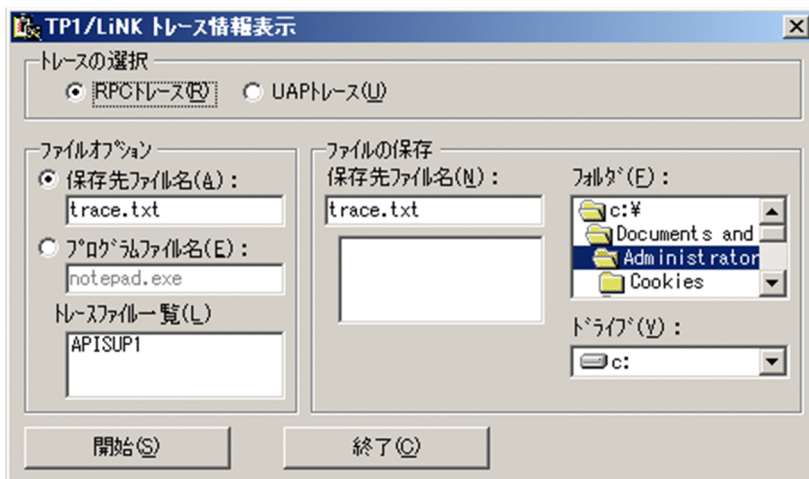 TP1/LiNK トレース情報表示
トレースの選択
RPCトレース(R)
UAPトレース(U)
ファイルオプション
保存先ファイル名(A):
trace.txt
プログラムファイル名(E):
notepad.exe
トレースファイル一覧(L)
APISUP1
ファイルの保存
保存先ファイル名(N):
trace.txt
フォルダ(F):
c:¥
Documents and
Administrator
Cookies
ドライブ(V):
c:
開始(S)
終了(C)